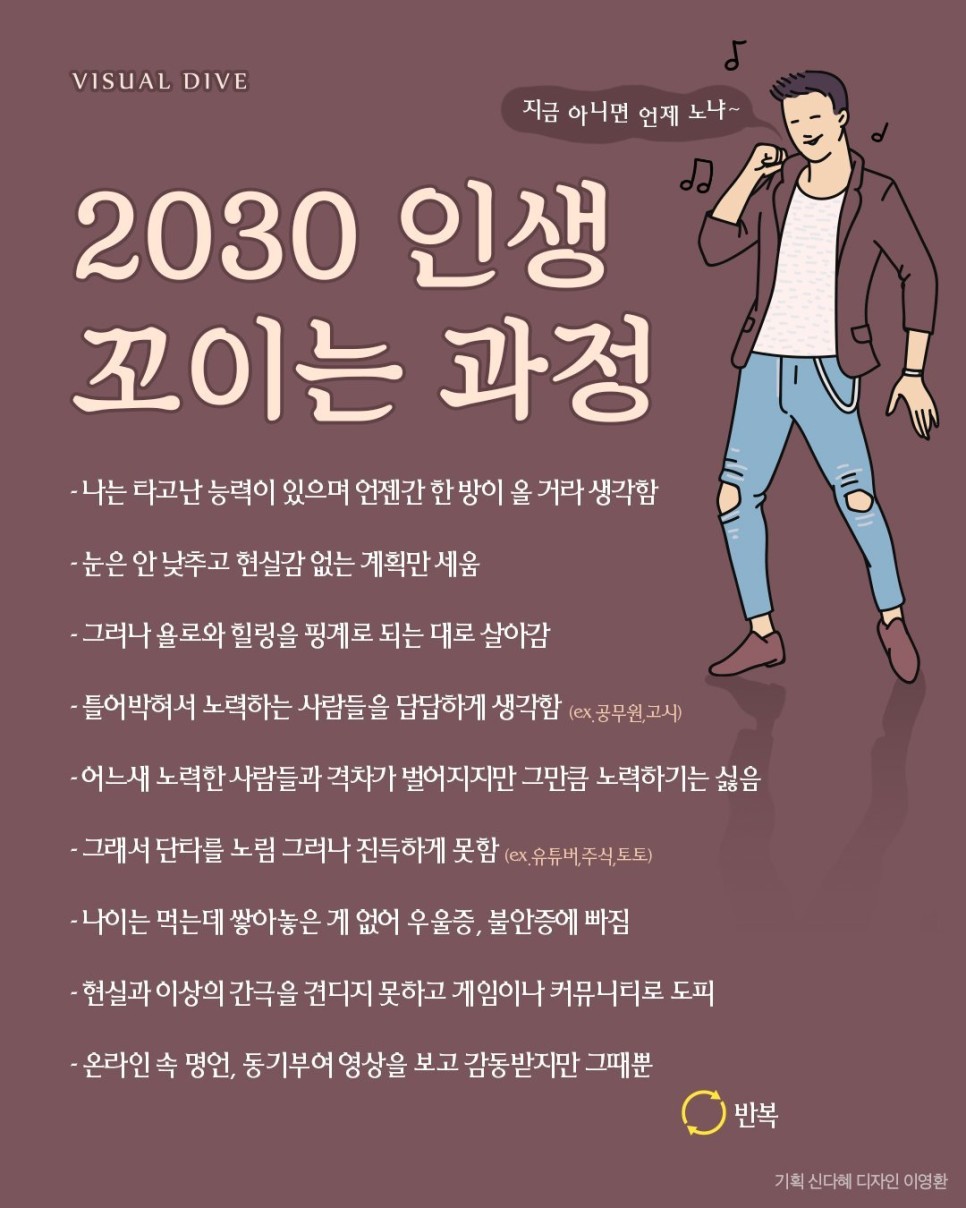 VISUAL DIVE
지금 아니면 언제 노냐~
2030 인생
꼬이는 과정
- 나는 타고난 능력이 있으며 언젠간 한 방이 올 거라 생각함
- 눈은 안 낮추고 현실감 없는 계획만 세움
- 그러나 욜로와 힐링을 핑계로 되는 대로 살아감
- 틀어박혀서 노력하는 사람들을 답답하게 생각함 (ex.공무원,고시)
- 어느새 노력한 사람들과 격차가 벌어지지만 그만큼 노력하기는 싫음
- 그래서 단타를 노림 그러나 진득하게 못함 (ex.유튜버,주식,토토)
- 나이는 먹는데 쌓아놓은 게 없어 우울증, 불안증에 빠짐
- 현실과 이상의 간극을 견디지 못하고 게임이나 커뮤니티로 도피
- 온라인 속 명언, 동기부여 영상을 보고 감동받지만 그때뿐
반복
기획 신다혜 디자인 이영환